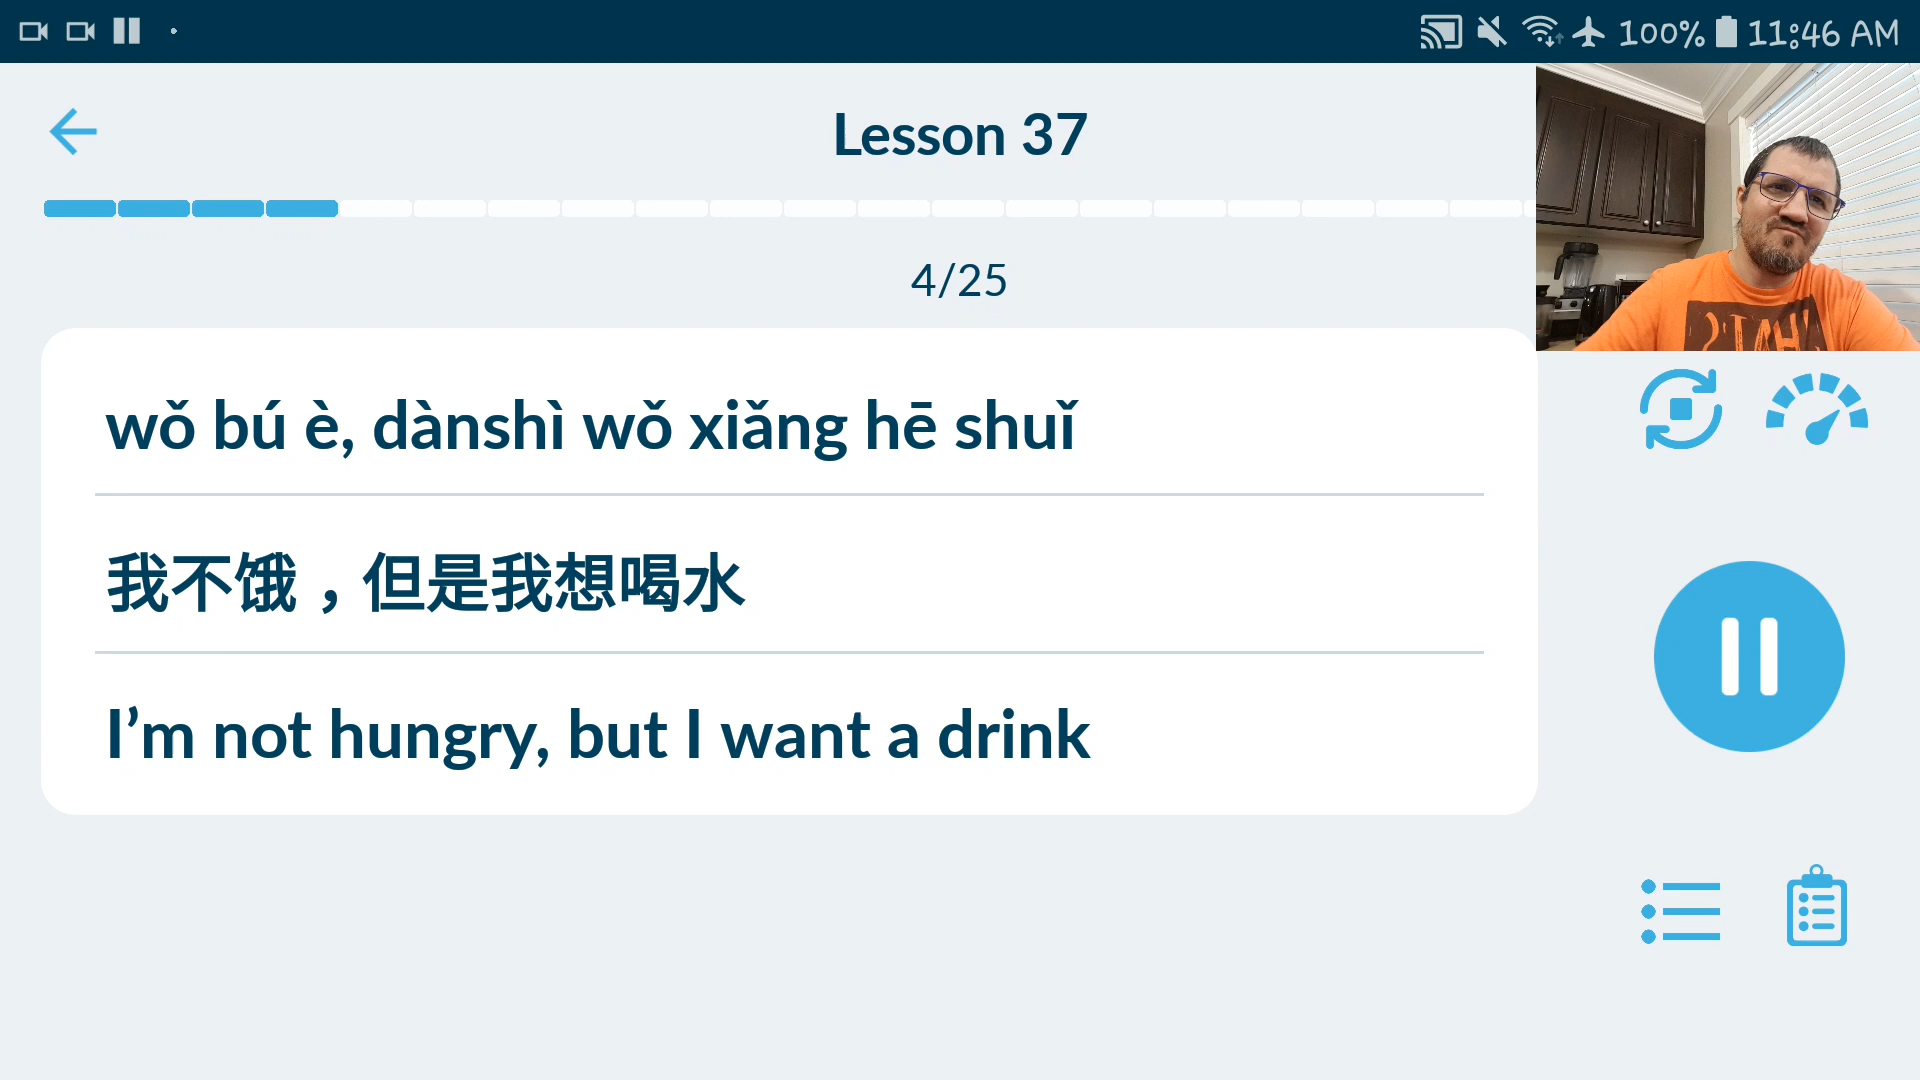 100% 11:46 AM
Lesson 37
4/25
wǒ bú è, dànshì wǒ xiǎng hē shuǐ
我不饿，但是我想喝水
I’m not hungry, but I want a drink